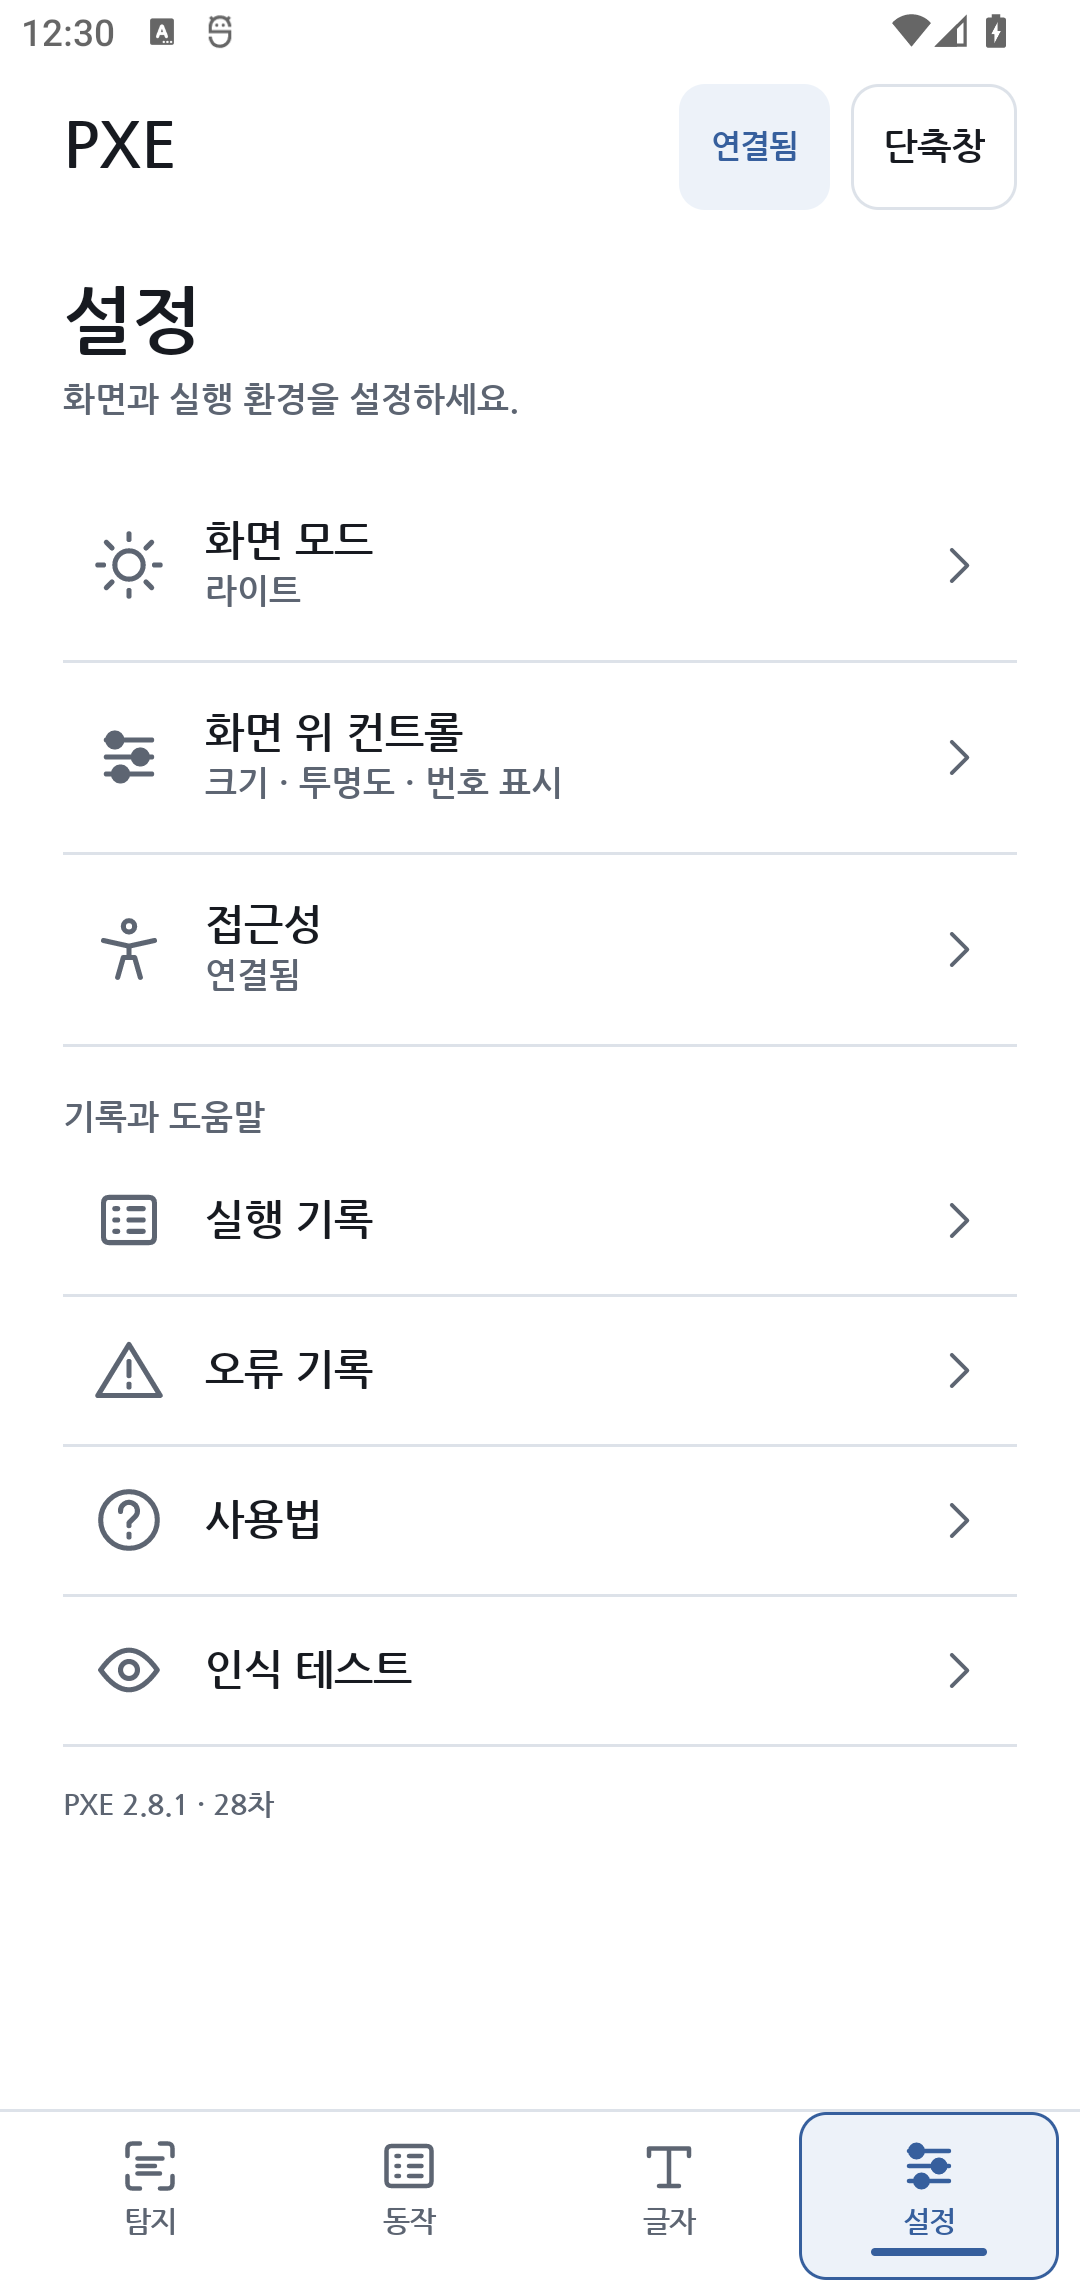 12:30
PXE
연결됨
단축창
설정
화면과 실행 환경을 설정하세요.
화면 모드
라이트
화면 위 컨트롤
크기 · 투명도 · 번호 표시
접근성
연결됨
기록과 도움말
실행 기록
오류 기록
사용법
인식 테스트
PXE 2.8.1 · 28차
탐지
동작
글자
설정